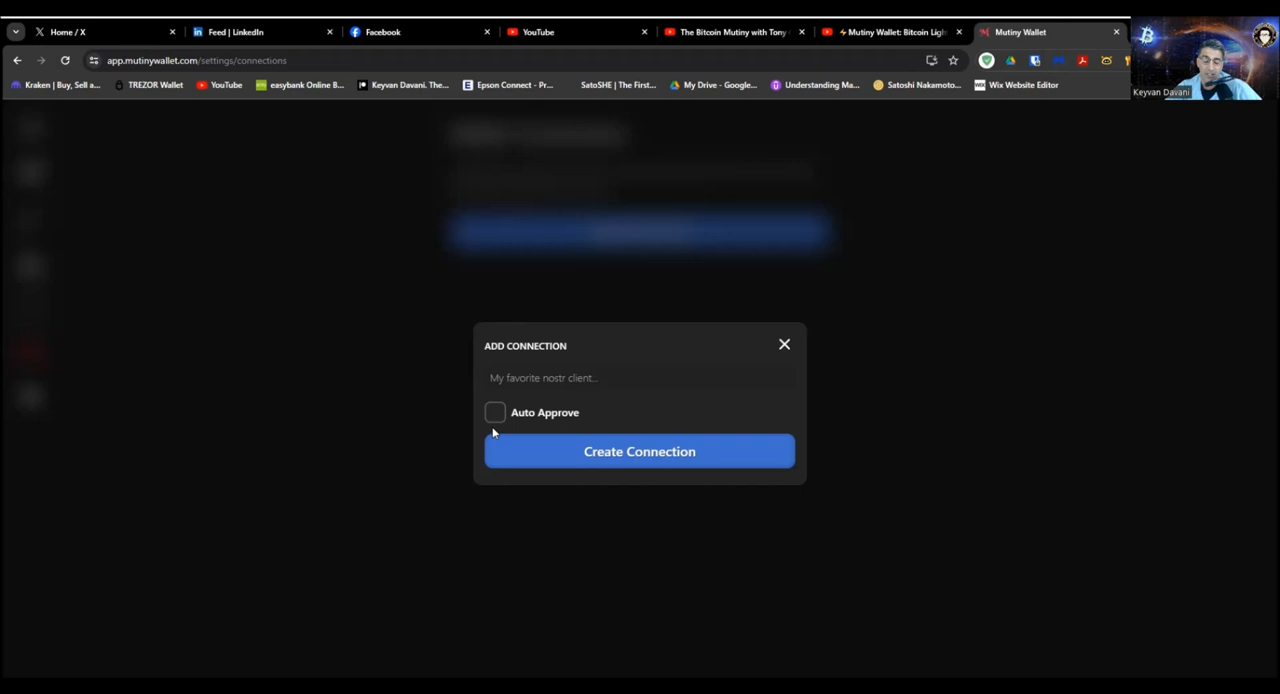 Home / X
Feed | LinkedIn
Facebook
YouTube
The Bitcoin Mutiny with Tony
Mutiny Wallet: Bitcoin Ligh
Mutiny Wallet
app.mutinywallet.com/settings/connections
Kraken | Buy, Sell a...
TREZOR Wallet
YouTube
easybank Online B...
Keyvan Davani. The...
Epson Connect - Pr...
SatoSHE | The First...
My Drive - Google...
Understanding Ma...
Satoshi Nakamoto...
WIX Wix Website Editor
Keyvan Davani
ADD CONNECTION
My favorite nostr client...
Auto Approve
Create Connection